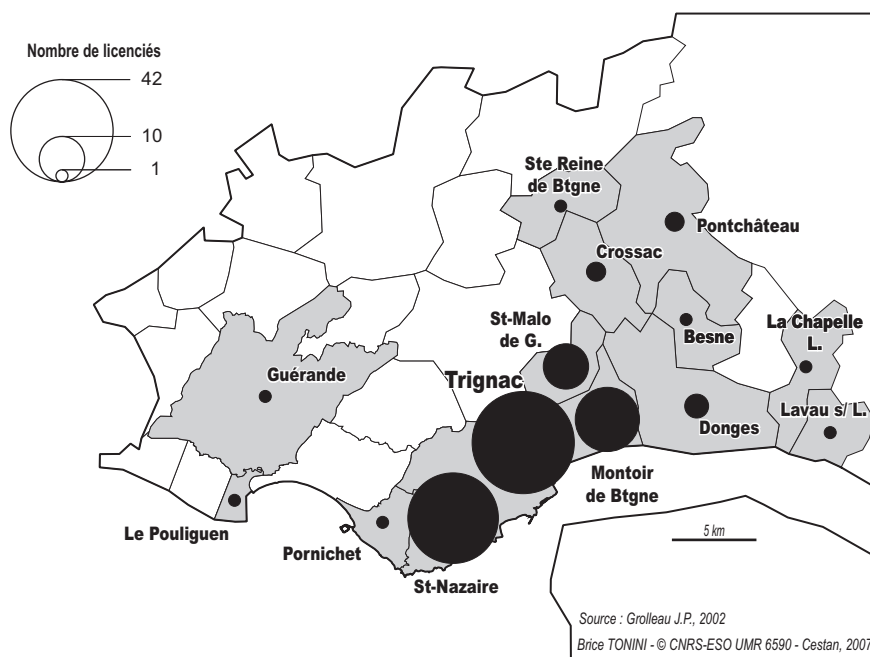 Nombre de licenciés
42
10
1
Ste Reine
de Btgne
Pontchâteau
Crossac
St-Malo
de G.
Besne
La Chapelle
L.
Guérande
Trignac
Lavau s/ L.
Donges
Montoir
de Btgne
Le Pouliguen
Pornichet
St-Nazaire
5 km
Source : Grolleau J.P., 2002
Brice TONINI - © CNRS-ESO UMR 6590 - Cestan, 2007